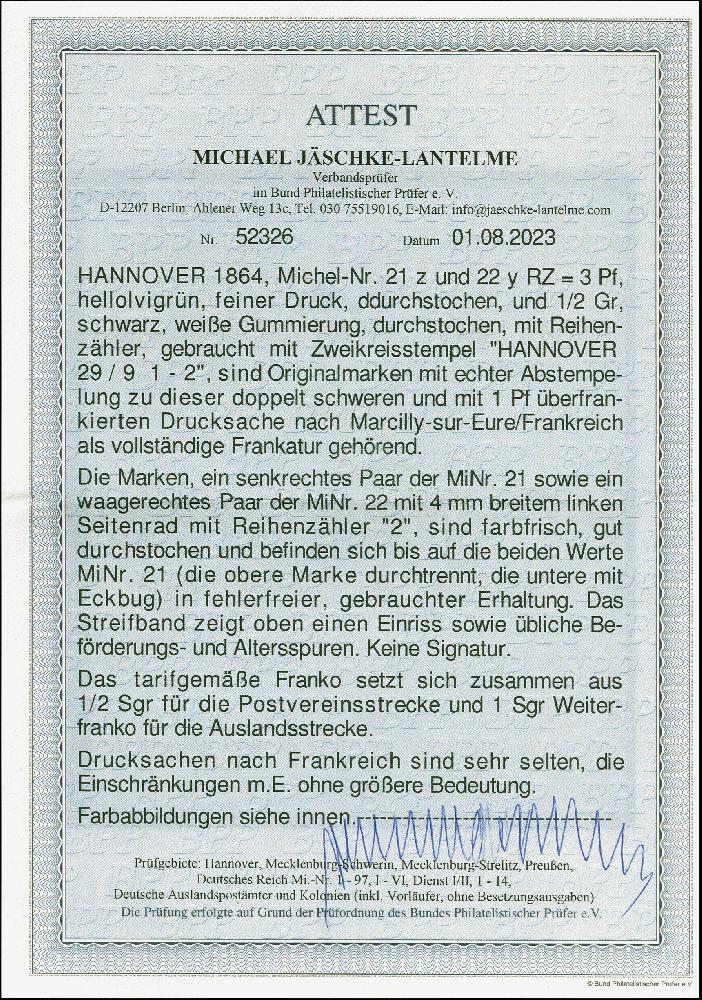 ATTEST
MICHAEL JÄSCHKE-LANTELME
Verbandsprüfer
im Bund Philatelistischer Prüfer e. V.
D-12207 Berlin, Ahlener Weg 13c, Tel. 030 75519016, E-Mail: info@jaeschke-lantelme.com
Nr. 52326 Datum 01.08.2023
HANNOVER 1864, Michel-Nr. 21 z und 22 y RZ = 3 Pf,
hellolvigrün, feiner Druck, ddurchstochen, und 1/2 Gr,
schwarz, weiße Gummierung, durchstochen, mit Reihen-
zähler, gebraucht mit Zweikreisstempel "HANNOVER
29 / 9 1 - 2", sind Originalmarken mit echter Abstempe-
lung zu dieser doppelt schweren und mit 1 Pf überfran-
kierten Drucksache nach Marcilly-sur-Eure/Frankreich
als vollständige Frankatur gehörend.
Die Marken, ein senkrechtes Paar der MiNr. 21 sowie ein
waagerechtes Paar der MiNr. 22 mit 4 mm breitem linken
Seitenrad mit Reihenzähler "2", sind farbfrisch, gut
durchstochen und befinden sich bis auf die beiden Werte
MiNr. 21 (die obere Marke durchtrennt, die untere mit
Eckbug) in fehlerfreier, gebrauchter Erhaltung. Das
Streifband zeigt oben einen Einriss sowie übliche Be-
förderungs- und Altersspuren. Keine Signatur.
Das tarifgemäße Franko setzt sich zusammen aus
1/2 Sgr für die Postvereinsstrecke und 1 Sgr Weiter-
franko für die Auslandsstrecke.
Drucksachen nach Frankreich sind sehr selten, die
Einschränkungen m.E. ohne größere Bedeutung.
Farbabbildungen siehe innen.
Prüfgebiete: Hannover, Mecklenburg-Schwerin, Mecklenburg-Strelitz, Preußen,
Deutsches Reich Mi.-Nr. 1 - 97, I - VI, Dienst I/II, 1 - 14,
Deutsche Auslandspostämter und Kolonien (inkl. Vorläufer, ohne Besetzungsausgaben)
Die Prüfung erfolgte auf Grund der Prüfordnung des Bundes Philatelistischer Prüfer e.V.
© Bund Philatelistischer Prüfer e.V.